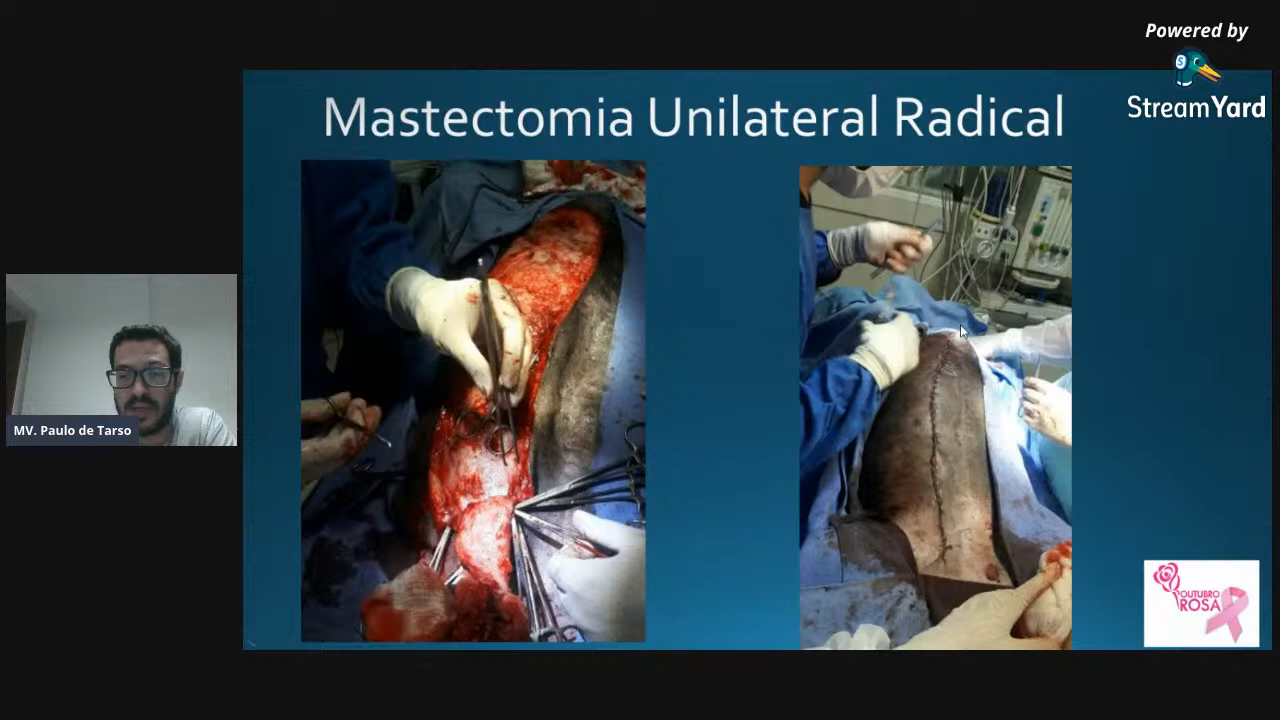 Powered by
StreamYard
Mastectomia Unilateral Radical
MV. Paulo de Tarso
OUTUBRO
ROSA